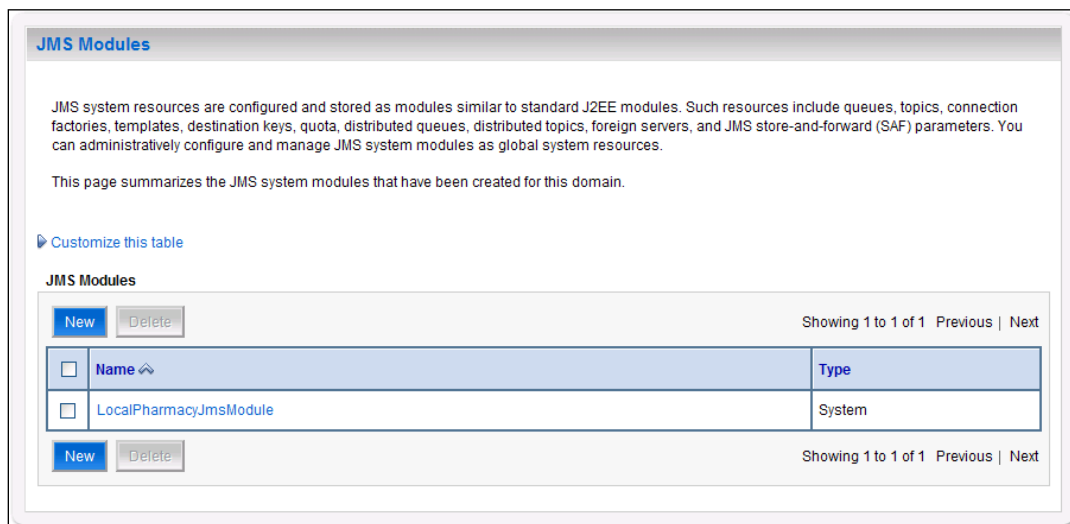 JMS Modules
JMS system resources are configured and stored as modules similar to standard J2EE modules. Such resources include queues, topics, connection
factories, templates, destination keys, quota, distributed queues, distributed topics, foreign servers, and JMS store-and-forward (SAF) parameters. You
can administratively configure and manage JMS system modules as global system resources.
This page summarizes the JMS system modules that have been created for this domain.
Customize this table
JMS Modules
New Delete Showing 1 to 1 of 1 Previous | Next
Name Type
LocalPharmacyJmsModule System
New Delete Showing 1 to 1 of 1 Previous | Next